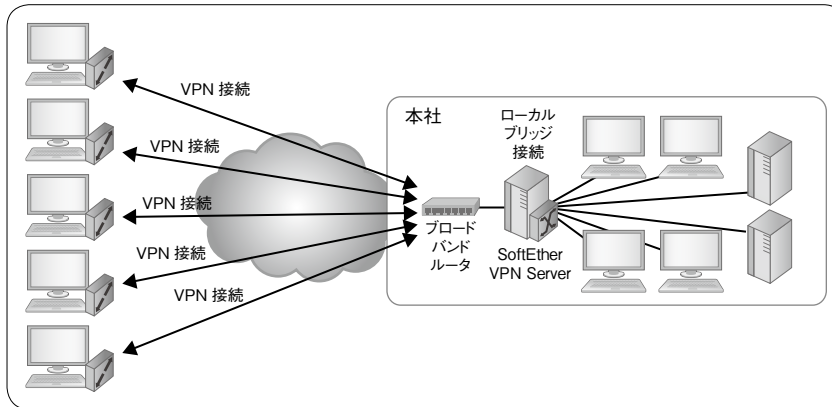 VPN 接続
VPN 接続
VPN 接続
VPN 接続
VPN 接続
本社
ローカル
ブリッジ
接続
ブロード
バンド
ルータ
SoftEther
VPN Server